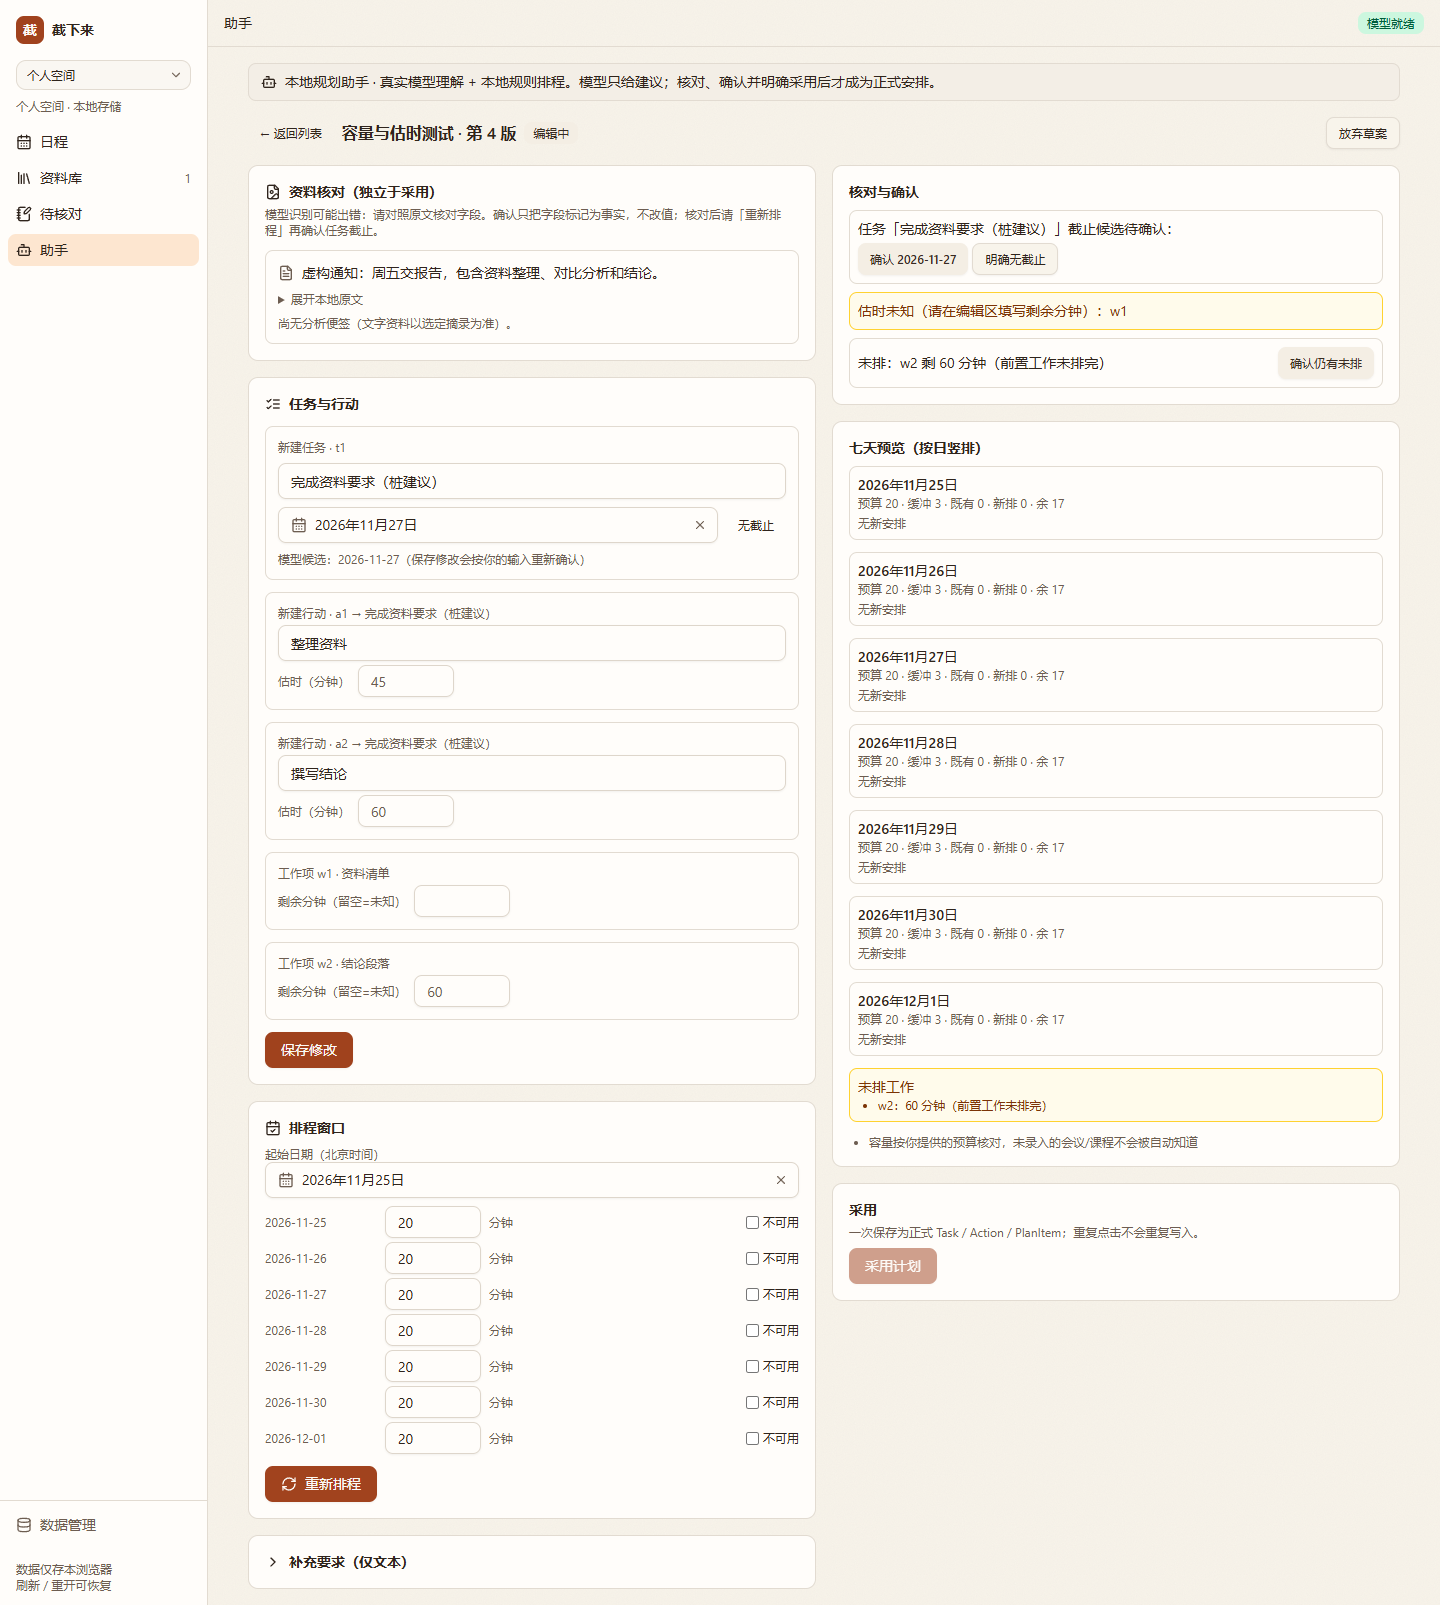 截 截下来
个人空间
个人空间 · 本地存储
日程
资料库 1
待核对
助手
数据管理
数据仅存本浏览器
刷新 / 重开可恢复
助手
模型就绪
本地规划助手 · 真实模型理解 + 本地规则排程。模型只给建议；核对、确认并明确采用后才成为正式安排。
← 返回列表 容量与估时测试 · 第 4 版 编辑中 放弃草案
资料核对（独立于采用）
模型识别可能出错：请对照原文核对字段。确认只把字段标记为事实，不改值；核对后请「重新排
程」再确认任务截止。
虚构通知：周五交报告，包含资料整理、对比分析和结论。
展开本地原文
尚无分析便签（文字资料以选定摘录为准）。
任务与行动
新建任务 · t1
完成资料要求（桩建议）
2026年11月27日
无截止
模型候选：2026-11-27（保存修改会按你的输入重新确认）
新建行动 · a1 → 完成资料要求（桩建议）
整理资料
估时（分钟） 45
新建行动 · a2 → 完成资料要求（桩建议）
撰写结论
估时（分钟） 60
工作项 w1 · 资料清单
剩余分钟（留空=未知）
工作项 w2 · 结论段落
剩余分钟（留空=未知） 60
保存修改
排程窗口
起始日期（北京时间）
2026年11月25日
2026-11-25 20 分钟 不可用
2026-11-26 20 分钟 不可用
2026-11-27 20 分钟 不可用
2026-11-28 20 分钟 不可用
2026-11-29 20 分钟 不可用
2026-11-30 20 分钟 不可用
2026-12-01 20 分钟 不可用
重新排程
补充要求（仅文本）
核对与确认
任务「完成资料要求（桩建议）」截止候选待确认：
确认 2026-11-27 明确无截止
估时未知（请在编辑区填写剩余分钟）：w1
未排：w2 剩 60 分钟（前置工作未排完） 确认仍有未排
七天预览（按日竖排）
2026年11月25日
预算 20 · 缓冲 3 · 既有 0 · 新排 0 · 余 17
无新安排
2026年11月26日
预算 20 · 缓冲 3 · 既有 0 · 新排 0 · 余 17
无新安排
2026年11月27日
预算 20 · 缓冲 3 · 既有 0 · 新排 0 · 余 17
无新安排
2026年11月28日
预算 20 · 缓冲 3 · 既有 0 · 新排 0 · 余 17
无新安排
2026年11月29日
预算 20 · 缓冲 3 · 既有 0 · 新排 0 · 余 17
无新安排
2026年11月30日
预算 20 · 缓冲 3 · 既有 0 · 新排 0 · 余 17
无新安排
2026年12月1日
预算 20 · 缓冲 3 · 既有 0 · 新排 0 · 余 17
无新安排
未排工作
• w2：60 分钟（前置工作未排完）
• 容量按你提供的预算核对，未录入的会议/课程不会被自动知道
采用
一次保存为正式 Task / Action / PlanItem；重复点击不会重复写入。
采用计划